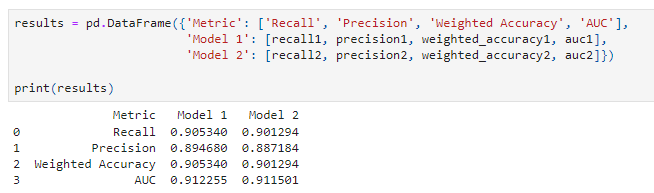 results = pd.DataFrame({'Metric': ['Recall', 'Precision', 'Weighted Accuracy', 'AUC'],
                        'Model 1': [recall1, precision1, weighted_accuracy1, auc1],
                        'Model 2': [recall2, precision2, weighted_accuracy2, auc2]})
print(results)
              Metric   Model 1   Model 2
0             Recall  0.905340  0.901294
1          Precision  0.894680  0.887184
2  Weighted Accuracy  0.905340  0.901294
3                AUC  0.912255  0.911501